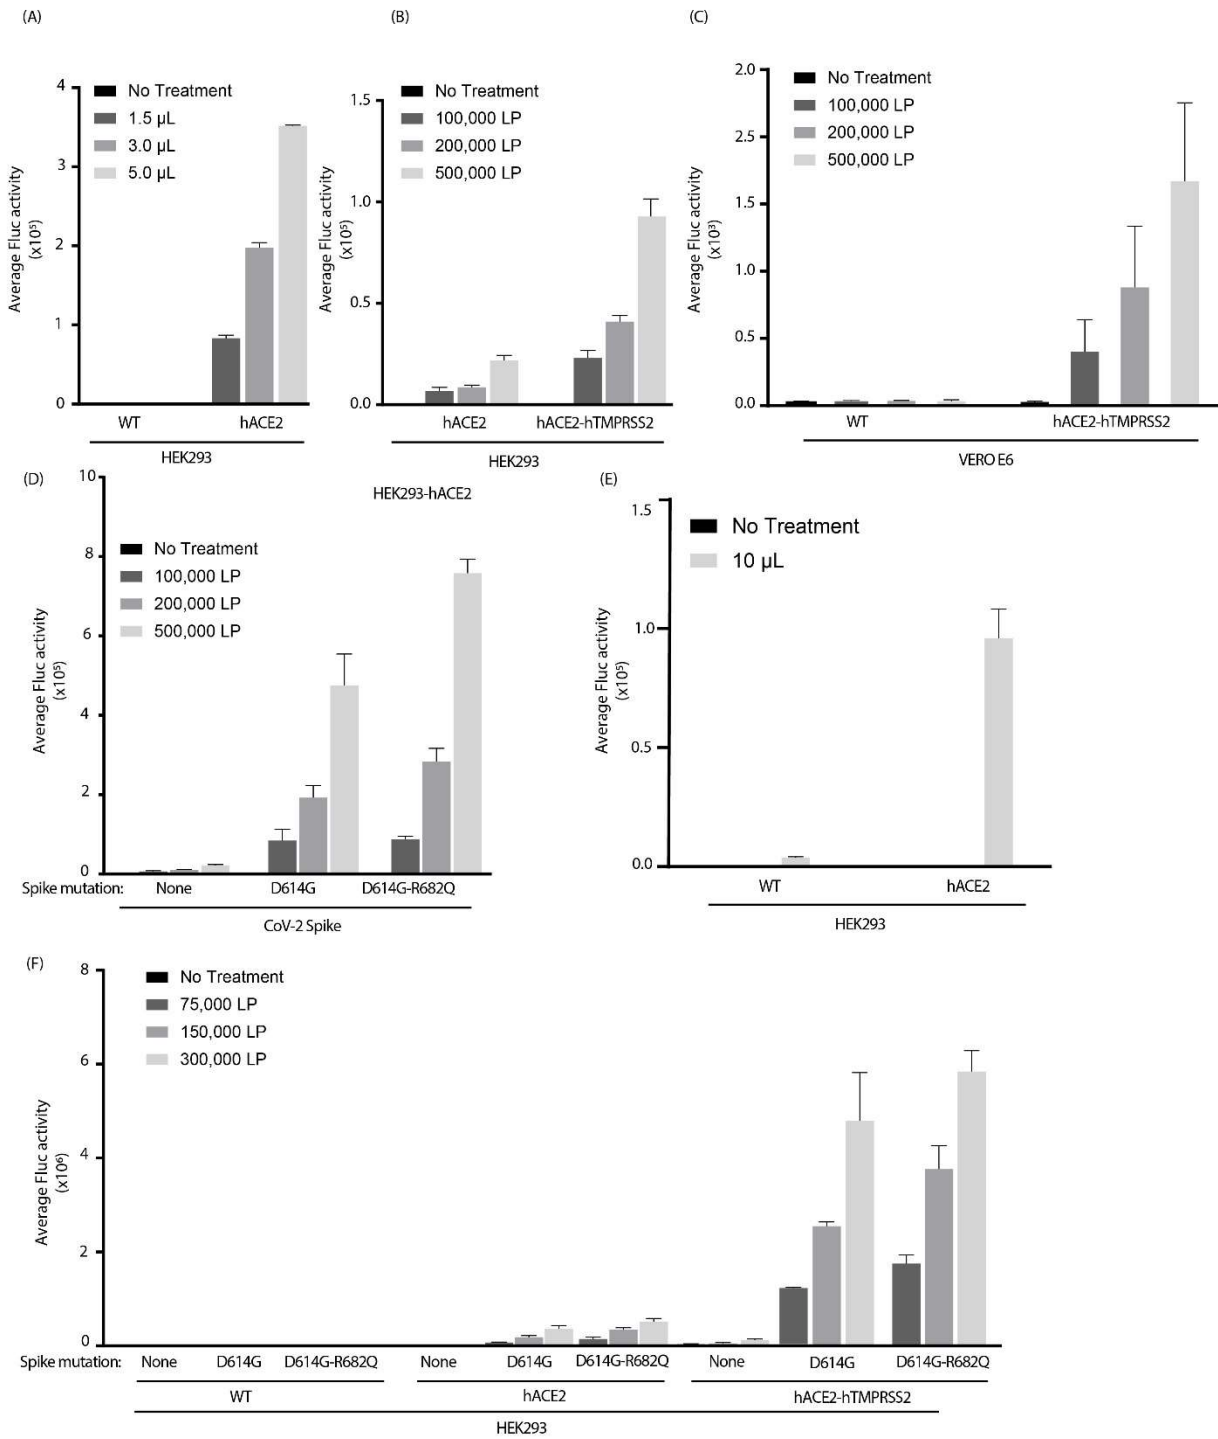 (A)
Average Fluc activity
(x10⁵)
4
3
2
1
0
No Treatment
1.5 µL
3.0 µL
5.0 µL
WT
hACE2
HEK293
(B)
Average Fluc activity
(x10⁵)
1.5
1.0
0.5
0.0
No Treatment
100,000 LP
200,000 LP
500,000 LP
hACE2
hACE2-hTMPRSS2
HEK293
(C)
Average Fluc activity
(x10³)
2.0
2.5
1.5
1.0
0.5
0.0
No Treatment
100,000 LP
200,000 LP
500,000 LP
WT
hACE2-hTMPRSS2
VERO E6
(D)
HEK293-hACE2
Average Fluc activity
(x10⁵)
10
8
6
4
2
0
No Treatment
100,000 LP
200,000 LP
500,000 LP
Spike mutation:
None
D614G
D614G-R682Q
CoV-2 Spike
(E)
Average Fluc activity
(x10⁵)
1.5
1.0
0.5
0.0
No Treatment
10 µL
WT
hACE2
HEK293
(F)
Average Fluc activity
(x10⁶)
8
6
4
2
0
No Treatment
75,000 LP
150,000 LP
300,000 LP
Spike mutation:
None
D614G
D614G-R682Q
None
D614G
D614G-R682Q
None
D614G
D614G-R682Q
WT
hACE2
hACE2-hTMPRSS2
HEK293